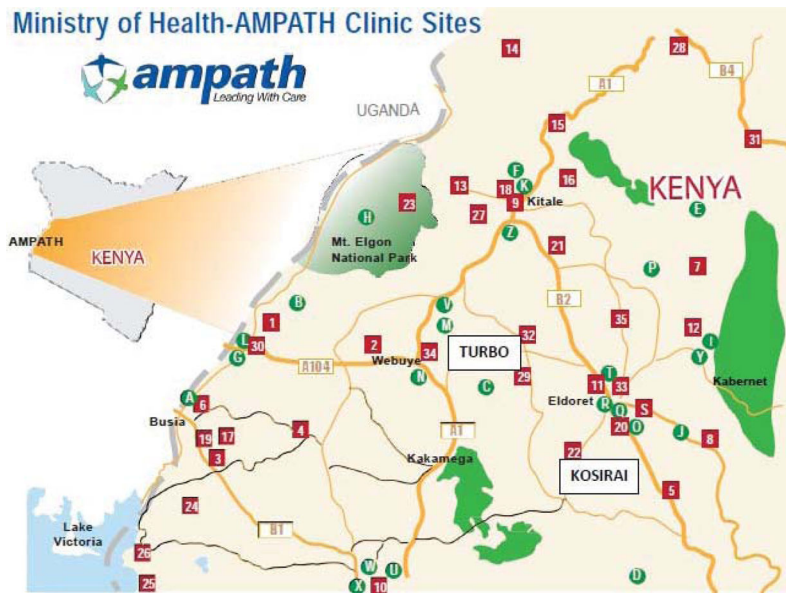 Ministry of Health-AMPATH Clinic Sites
ampath
Leading With Care
UGANDA
14
28
A1
B4
15
31
F
K
16
KENYA
13
18
9
Kitale
23
27
E
H
AMPATH
KENYA
Mt. Elgon
National Park
Z
21
P
7
B
V
B2
1
M
35
12
L
30
2
32
I
G
34
TURBO
Y
A104
Webuye
N
C
29
T
11
33
Kabernet
A
6
Eldoret
R
Q
S
Busia
19
17
4
A1
20
O
J
8
3
Kakamega
22
KOSIRAI
5
24
Lake
Victoria
B1
26
25
W
U
X
10
D